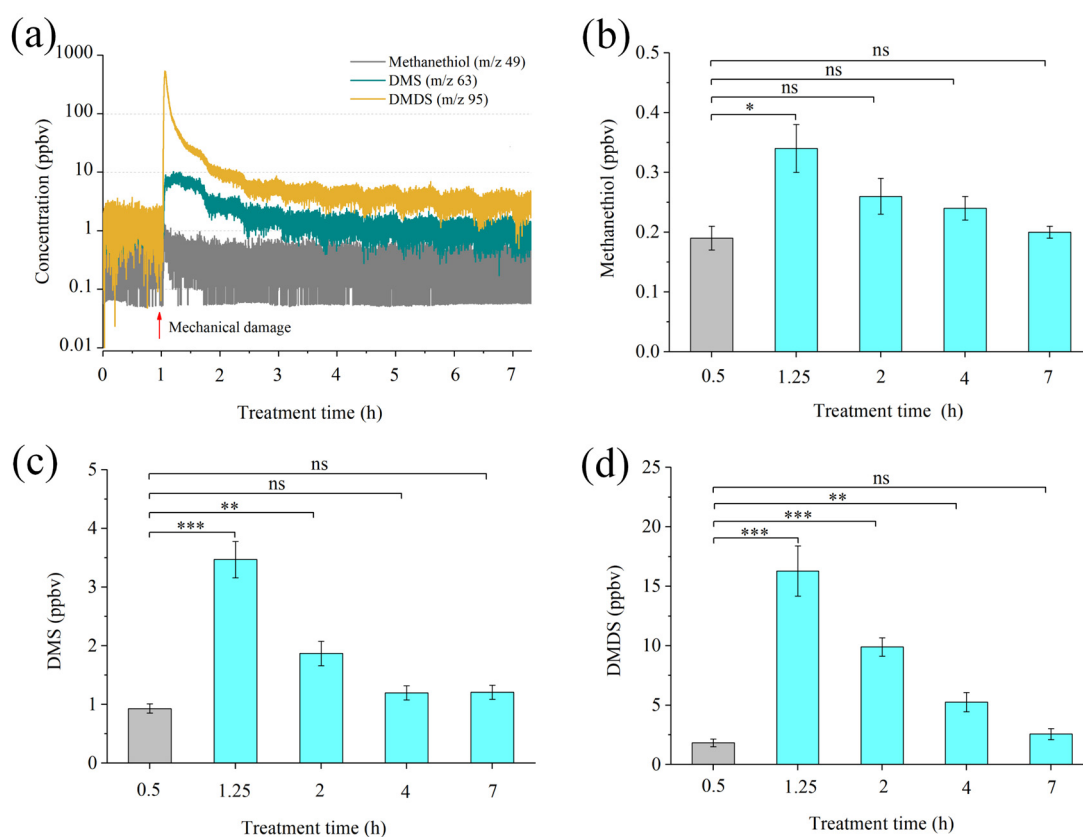 (a)
1000
100
10
1
0.1
0.01
Concentration (ppbv)
Methanethiol (m/z 49)
DMS (m/z 63)
DMDS (m/z 95)
Mechanical damage
0 1 2 3 4 5 6 7
Treatment time (h)
(b)
0.5
0.4
0.3
0.2
0.1
0.0
Methanethiol (ppbv)
ns
ns
ns
*
0.5 1.25 2 4 7
Treatment time (h)
(c)
5
4
3
2
1
0
DMS (ppbv)
ns
ns
**
***
0.5 1.25 2 4 7
Treatment time (h)
(d)
25
20
15
10
5
0
DMDS (ppbv)
ns
**
***
***
0.5 1.25 2 4 7
Treatment time (h)